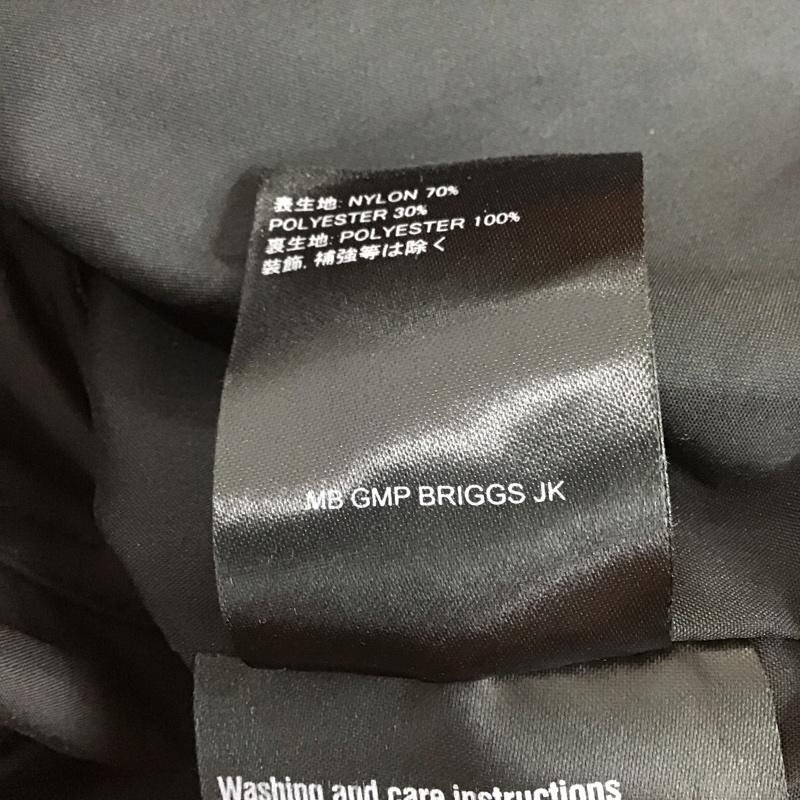 表生地: NYLON 70%
POLYESTER 30%
裏生地: POLYESTER 100%
装飾, 補強等は除く
MB GMP BRIGGS JK
Washing and care instructions